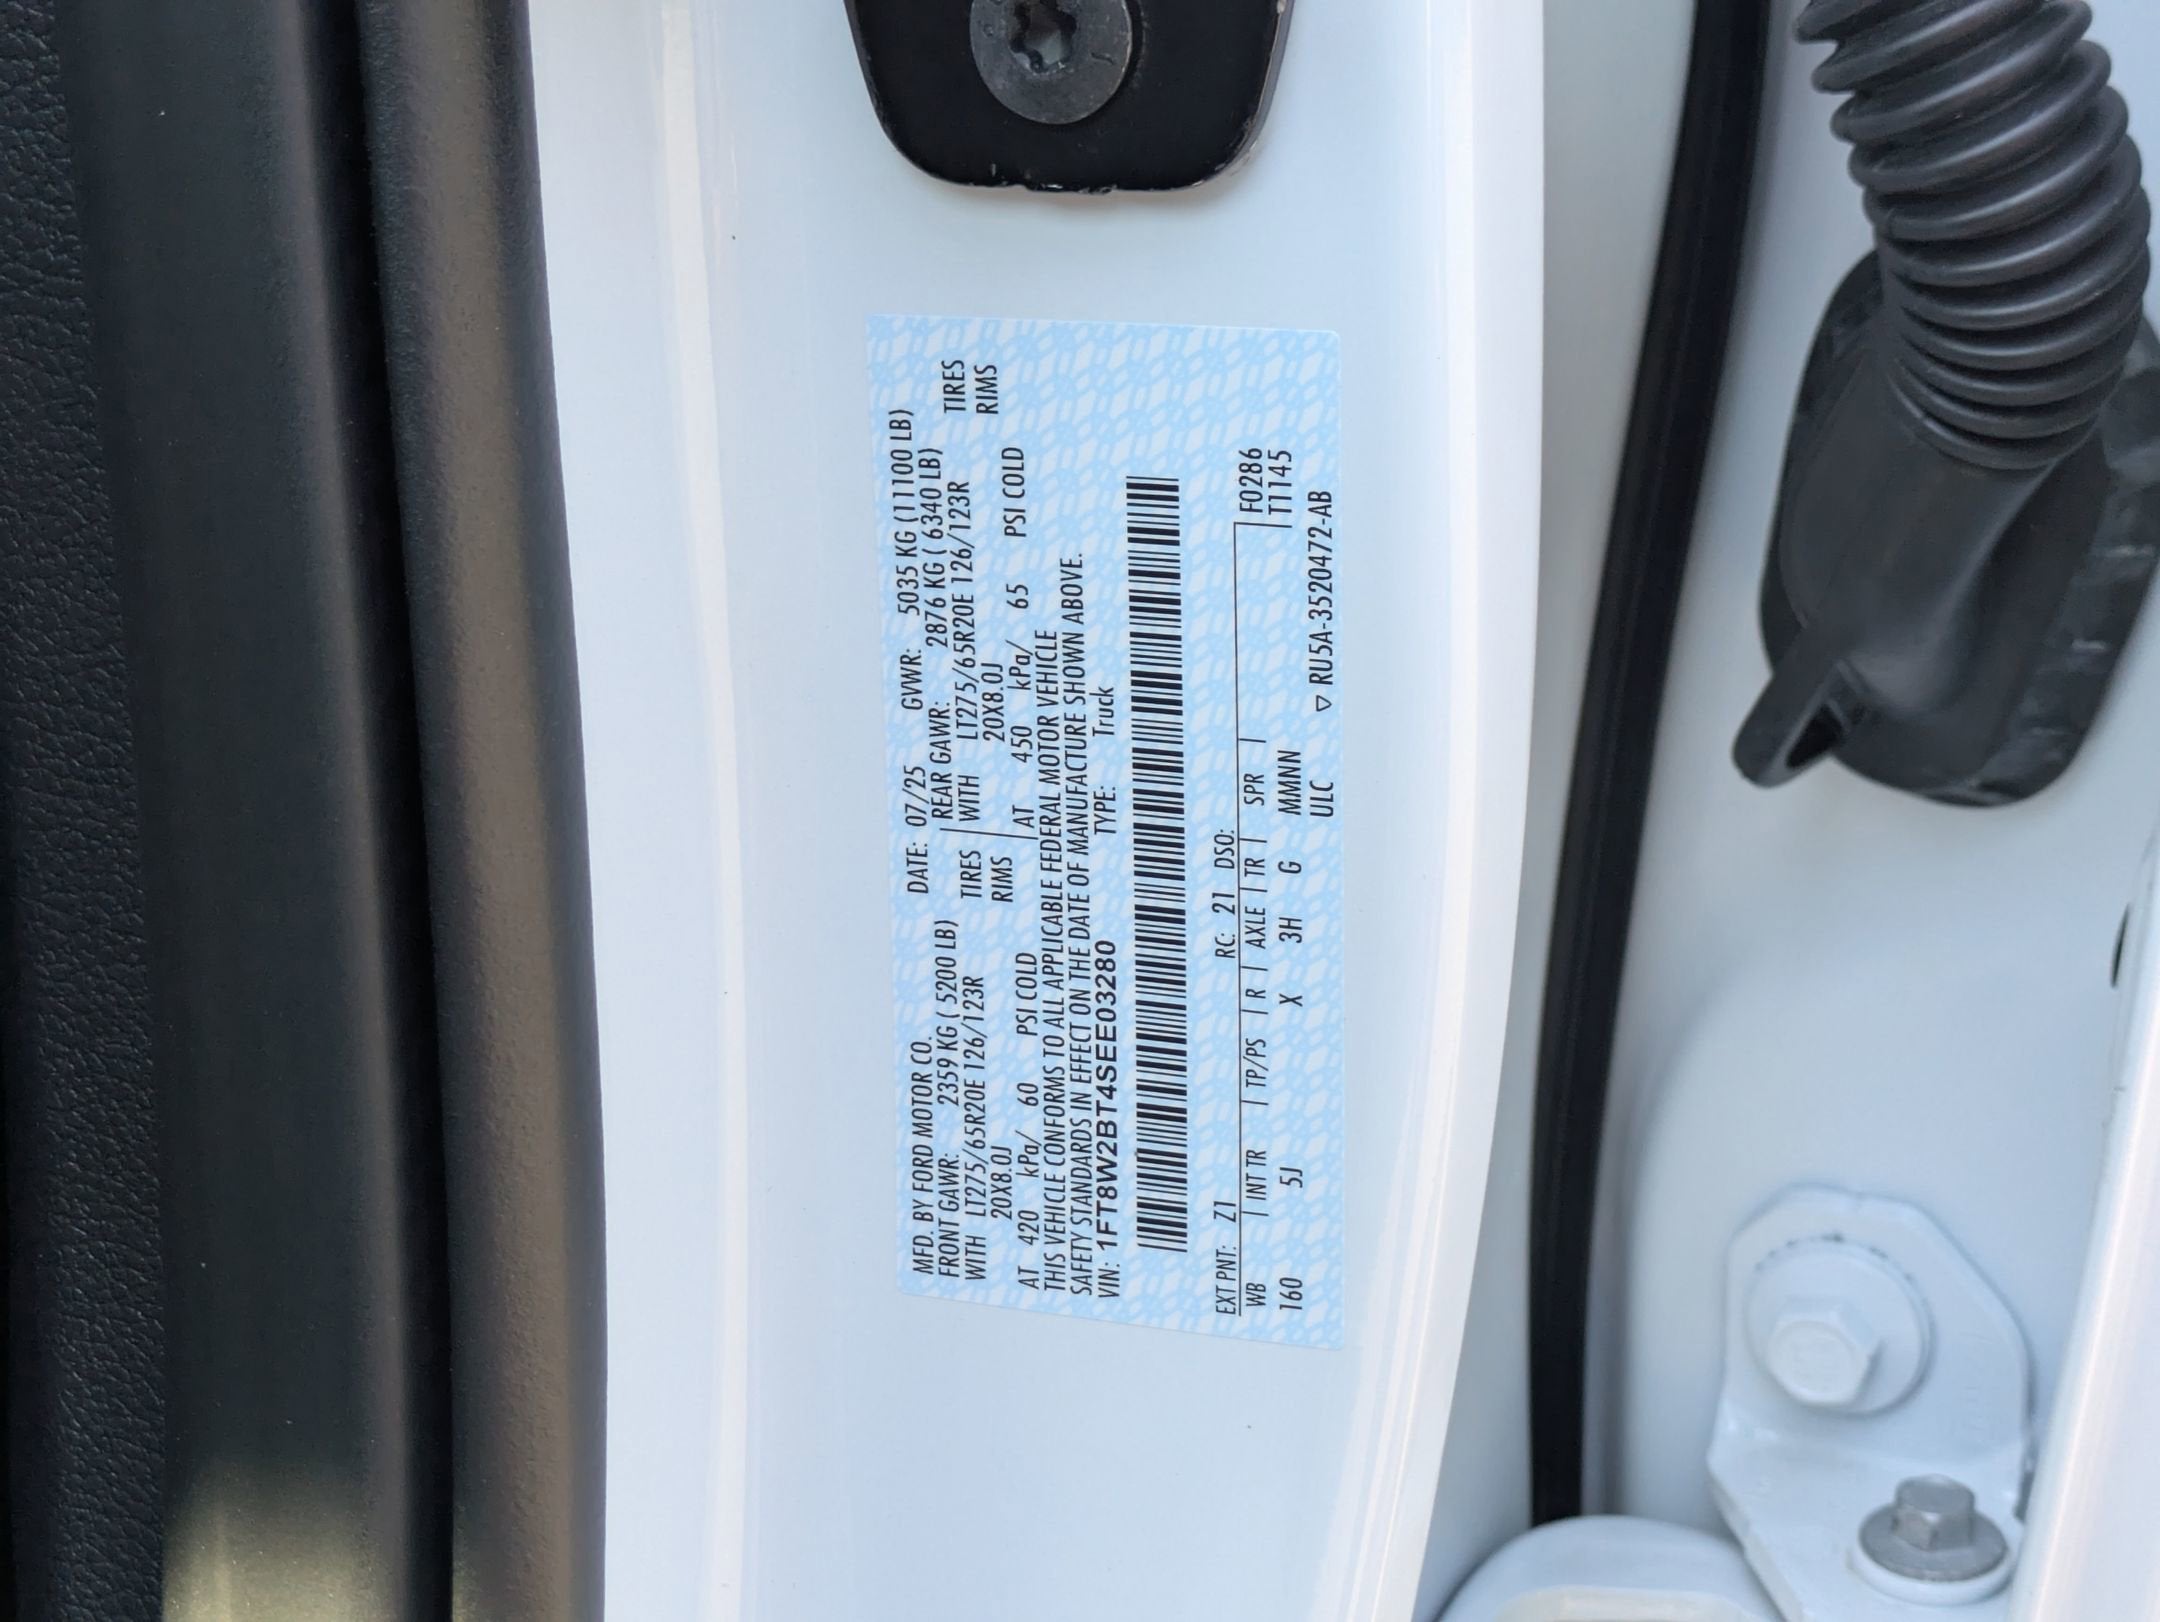 MFD. BY FORD MOTOR CO. DATE: 07/25 GVWR: 5035 KG (11100 LB)
FRONT GAWR: 2359 KG ( 5200 LB) REAR GAWR: 2876 KG ( 6340 LB)
WITH LT275/65R20E 126/123R TIRES WITH LT275/65R20E 126/123R TIRES
20X8.0J RIMS 20X8.0J RIMS
AT 420 kPa/ 60 PSI COLD AT 450 kPa/ 65 PSI COLD
THIS VEHICLE CONFORMS TO ALL APPLICABLE FEDERAL MOTOR VEHICLE
SAFETY STANDARDS IN EFFECT ON THE DATE OF MANUFACTURE SHOWN ABOVE.
VIN: 1FT8W2BT4SEE03280 TYPE: Truck
EXT PNT: Z1 RC: 21 DSO: F0286
WB | INT TR | TP/PS | R | AXLE | TR | SPR | T1145
160 5J X 3H G MMNN
ULC ▽ RU5A-3520472-AB